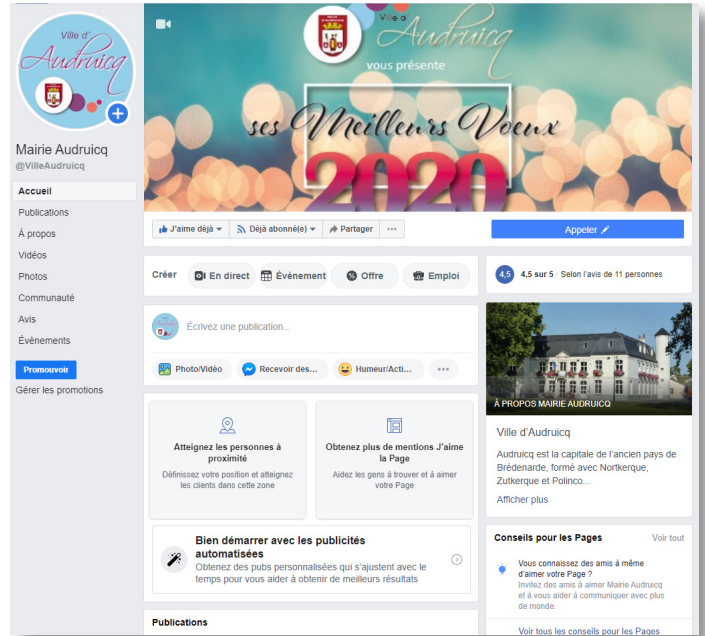 Ville d'
Audruicq
Mairie Audruicq
@VilleAudruicq
Accueil
Publications
À propos
Vidéos
Photos
Communauté
Avis
Évènements
Promouvoir
Gérer les promotions
Ville d'
Audruicq
vous présente
ses Meilleurs Voeux
2020
J'aime déjà
Déjà abonné(e)
Partager
Appeler
Créer
En direct
Évènement
Offre
Emploi
Écrivez une publication...
Photo/Vidéo
Recevoir des...
Humeur/Acti...
Atteignez les personnes à
proximité
Définissez votre position et atteignez
les clients dans cette zone
Obtenez plus de mentions J'aime
la Page
Aidez les gens à trouver et à aimer
votre Page
Bien démarrer avec les publicités
automatisées
Obtenez des pubs personnalisées qui s'ajustent avec le
temps pour vous aider à obtenir de meilleurs résultats
Publications
4,5
4,5 sur 5 · Selon l'avis de 11 personnes
À PROPOS MAIRIE AUDRUICQ
Ville d'Audruicq
Audruicq est la capitale de l'ancien pays de
Brédenarde, formé avec Nortkerque,
Zutkerque et Polinco...
Afficher plus
Conseils pour les Pages
Voir tout
Vous connaissez des amis à même
d'aimer votre Page ?
Invitez des amis à aimer Mairie Audruicq
et à vous aider à communiquer avec plus
de monde.
Voir tous les conseils pour les Pages